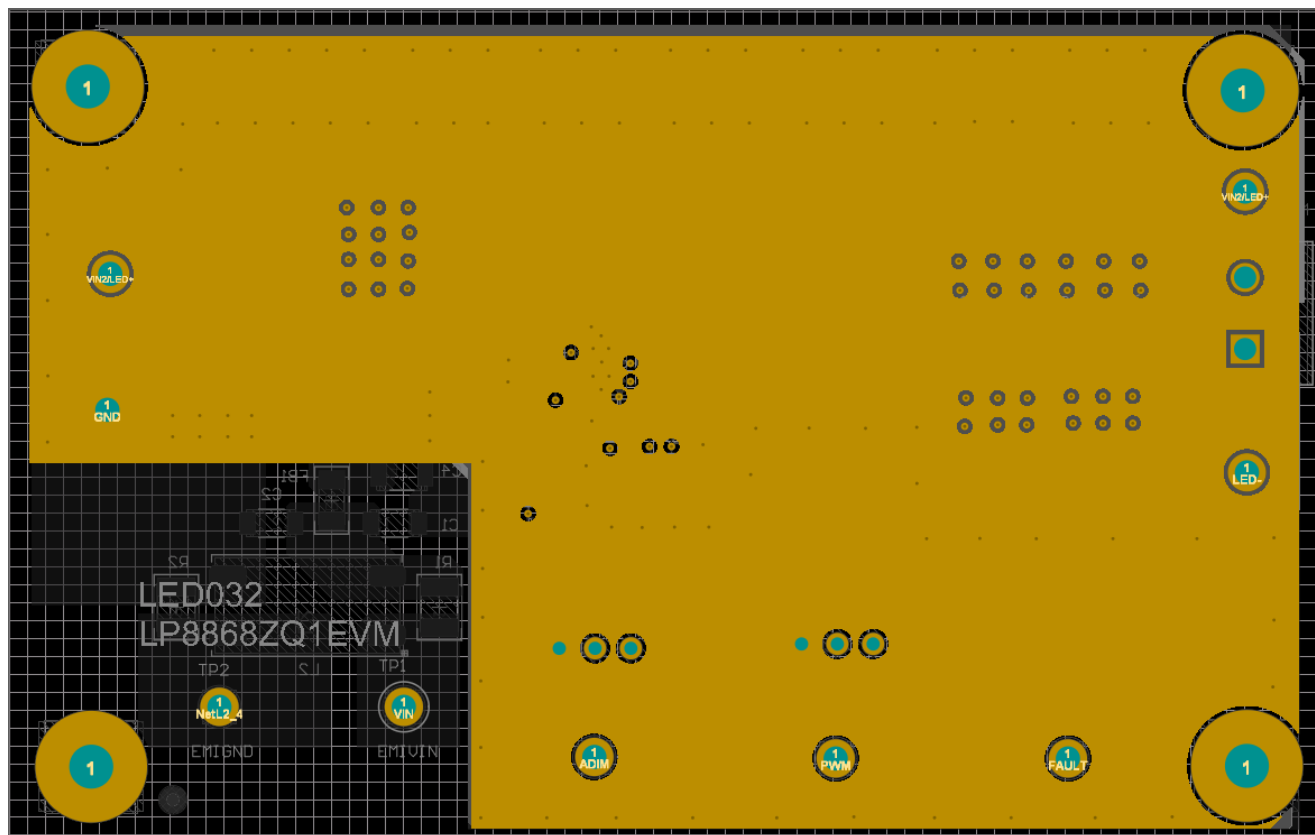 1
1
1
VIN2/LED+
1
VIN2/LED+
1
GND
1
LED-
C4
FB1
C2
C1
R2
R1
LED032
LP8868ZQ1EVM
TP2
L2
TP1
1
NetL2_4
1
VIN
EMIGND
EMIVIN
1
ADIM
1
PWM
1
FAULT
1
1